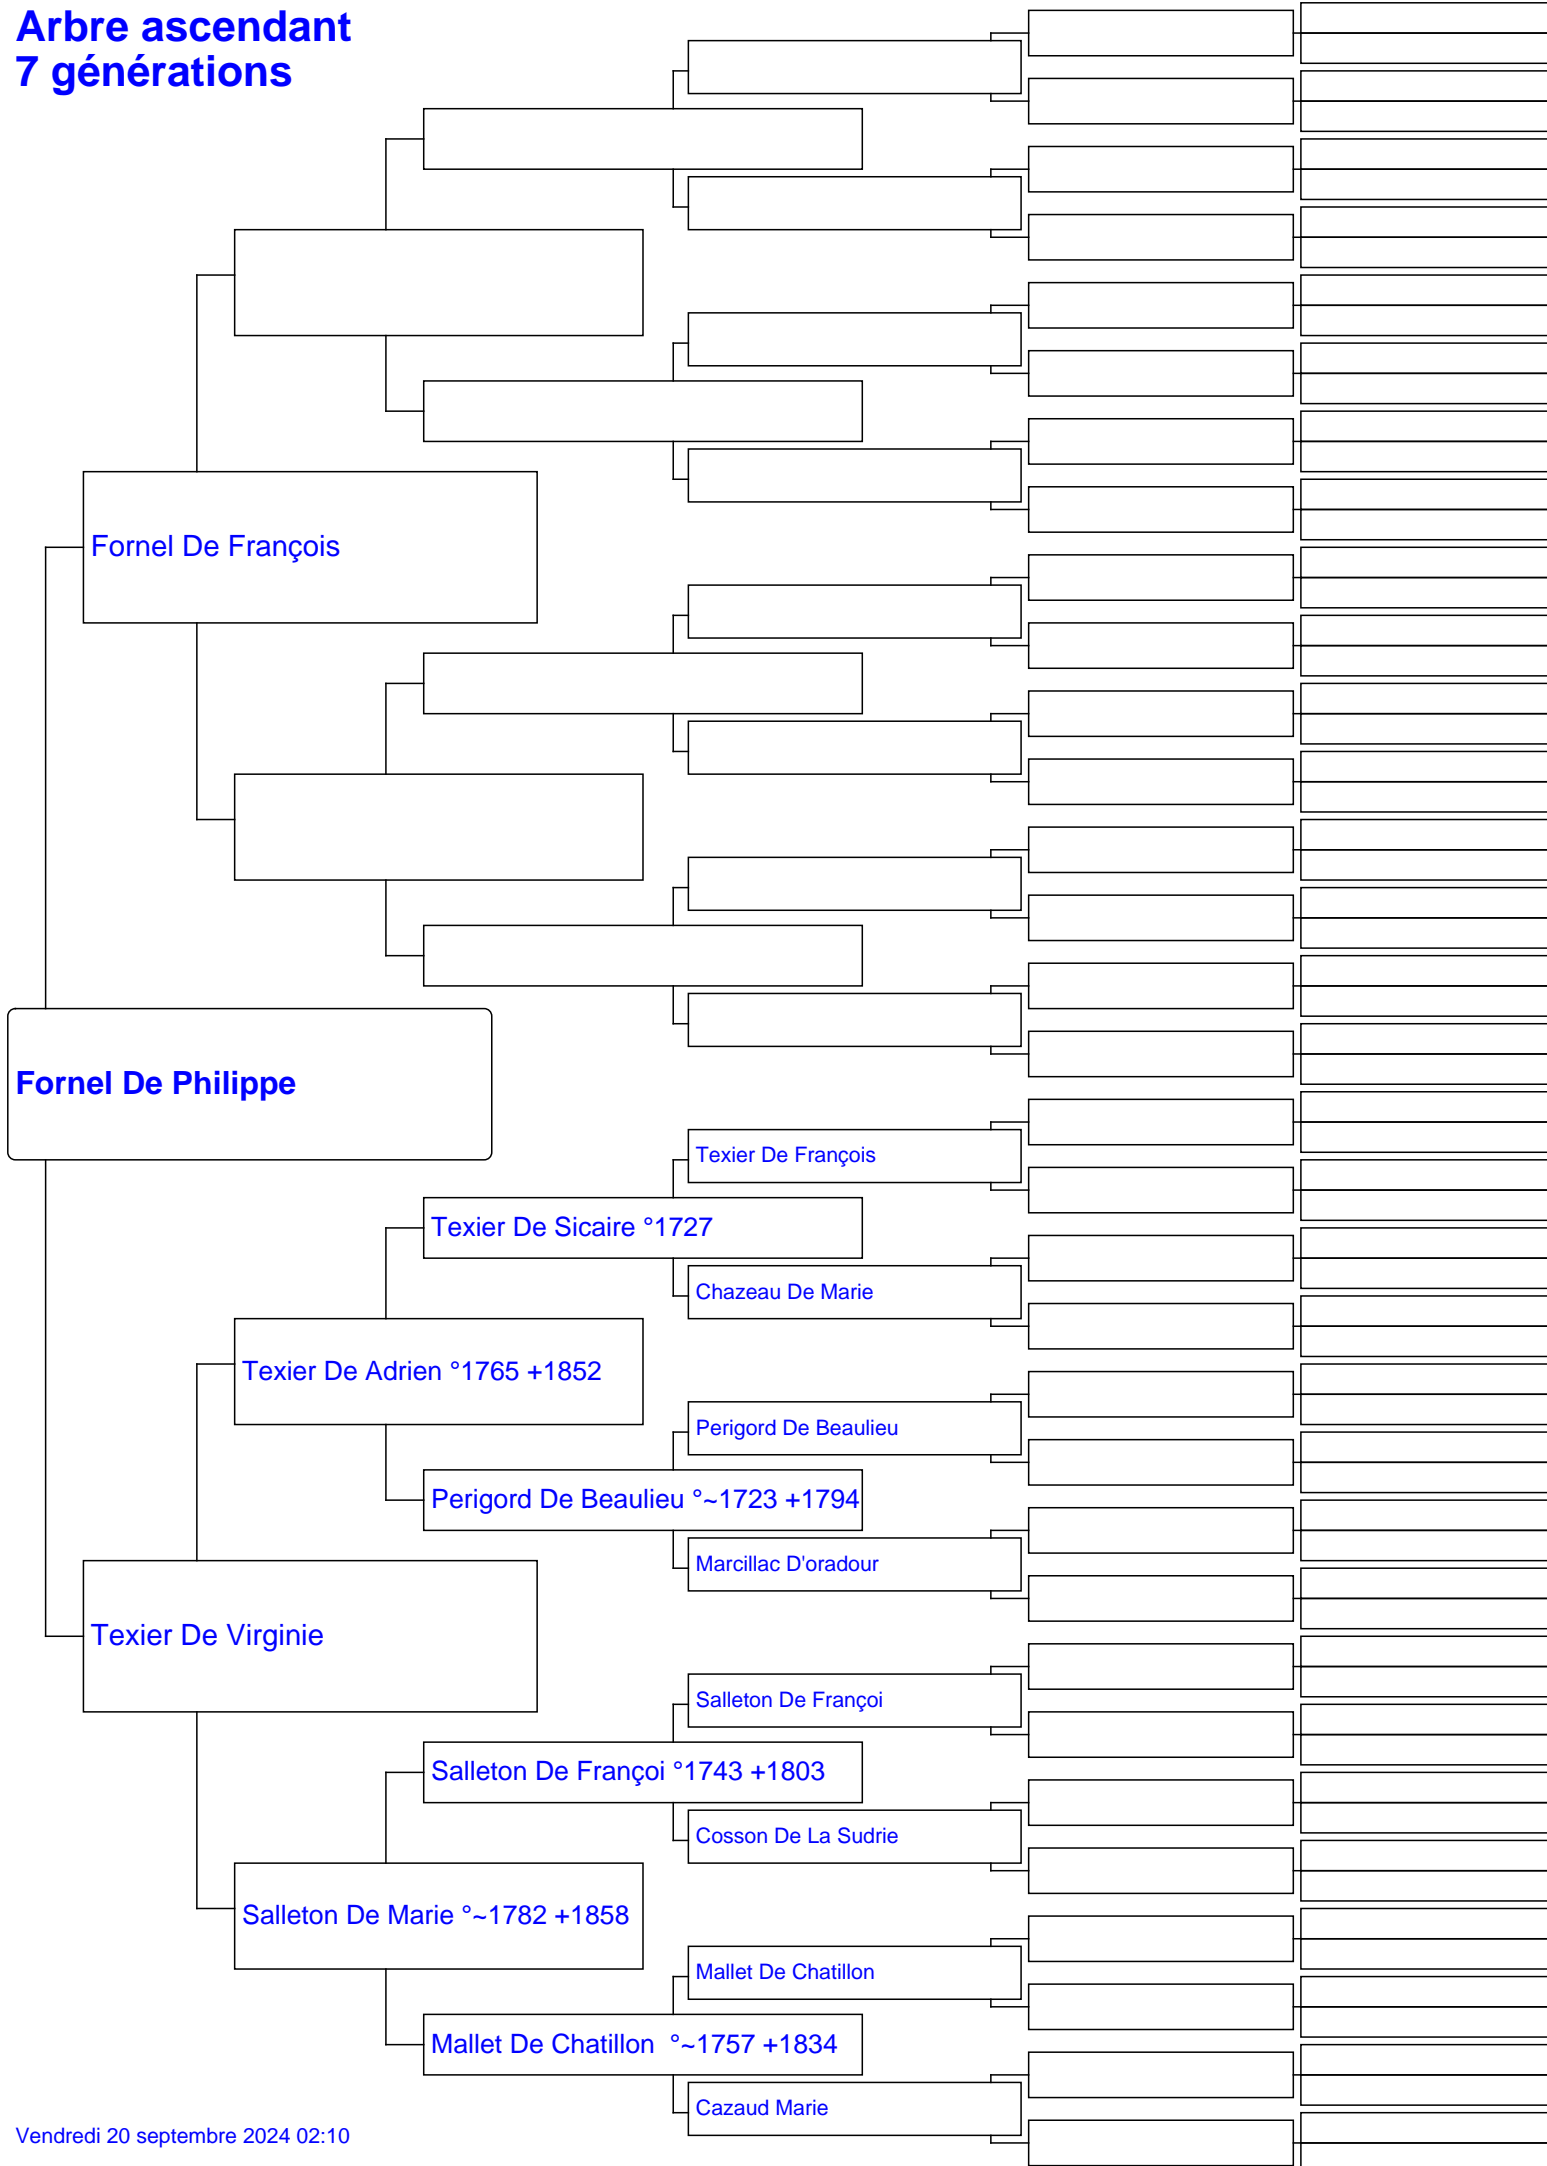 Arbre ascendant
7 générations
Fornel De François
Fornel De Philippe
Texier De François
Texier De Sicaire °1727
Chazeau De Marie
Texier De Adrien °1765 +1852
Perigord De Beaulieu
Perigord De Beaulieu °~1723 +1794
Marcillac D'oradour
Texier De Virginie
Salleton De Françoi
Salleton De Françoi °1743 +1803
Cosson De La Sudrie
Salleton De Marie °~1782 +1858
Mallet De Chatillon
Mallet De Chatillon  °~1757 +1834
Cazaud Marie
Vendredi 20 septembre 2024 02:10